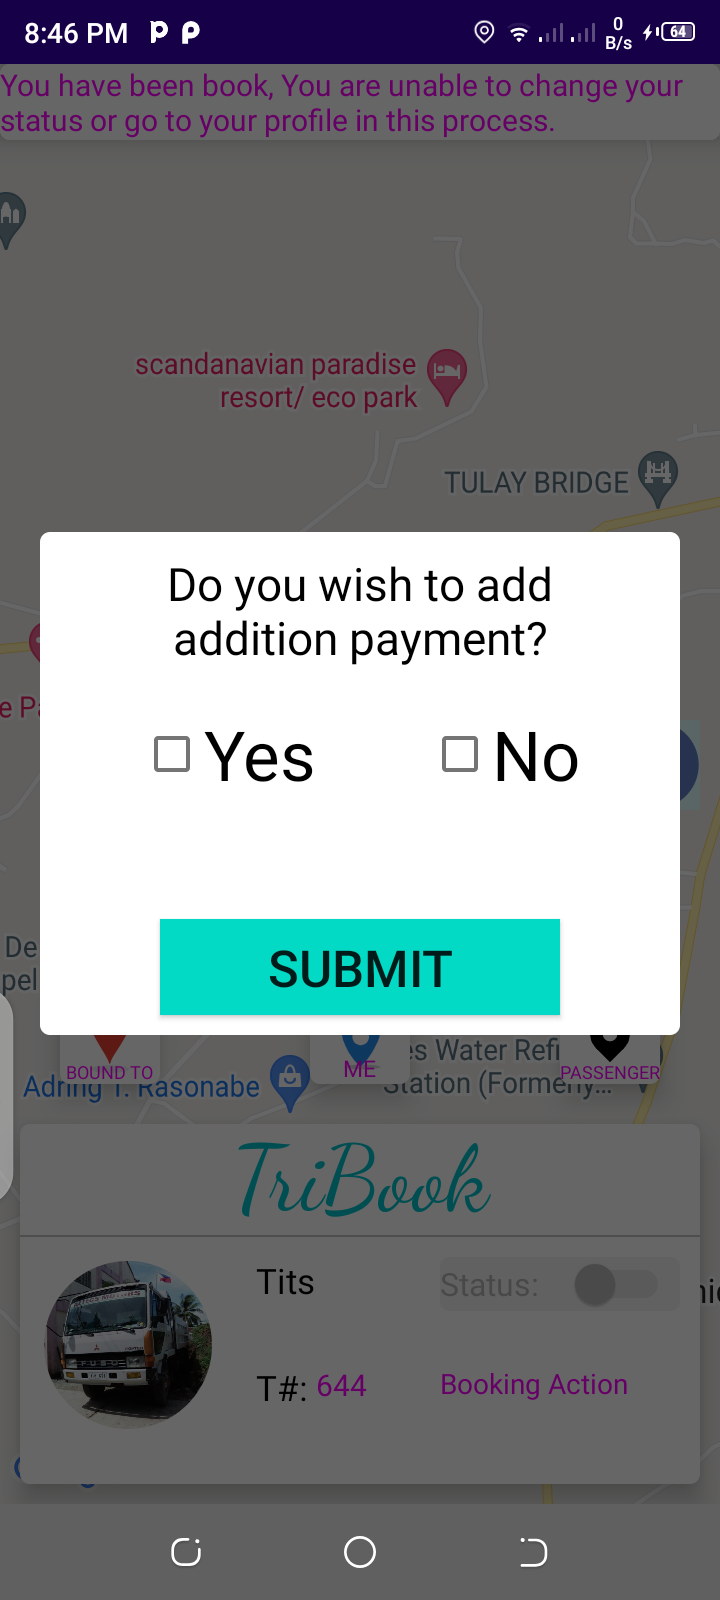 8:46 PM
0
B/s
64
You have been book, You are unable to change your
status or go to your profile in this process.
scandanavian paradise
resort/ eco park
TULAY BRIDGE
Do you wish to add
addition payment?
Yes
No
SUBMIT
De
pel
BOUND TO
ME
es Water Refi
PASSENGER
Station (Formerly...
Adring T. Rasonabe
TriBook
Tits
Status:
T#: 644
Booking Action